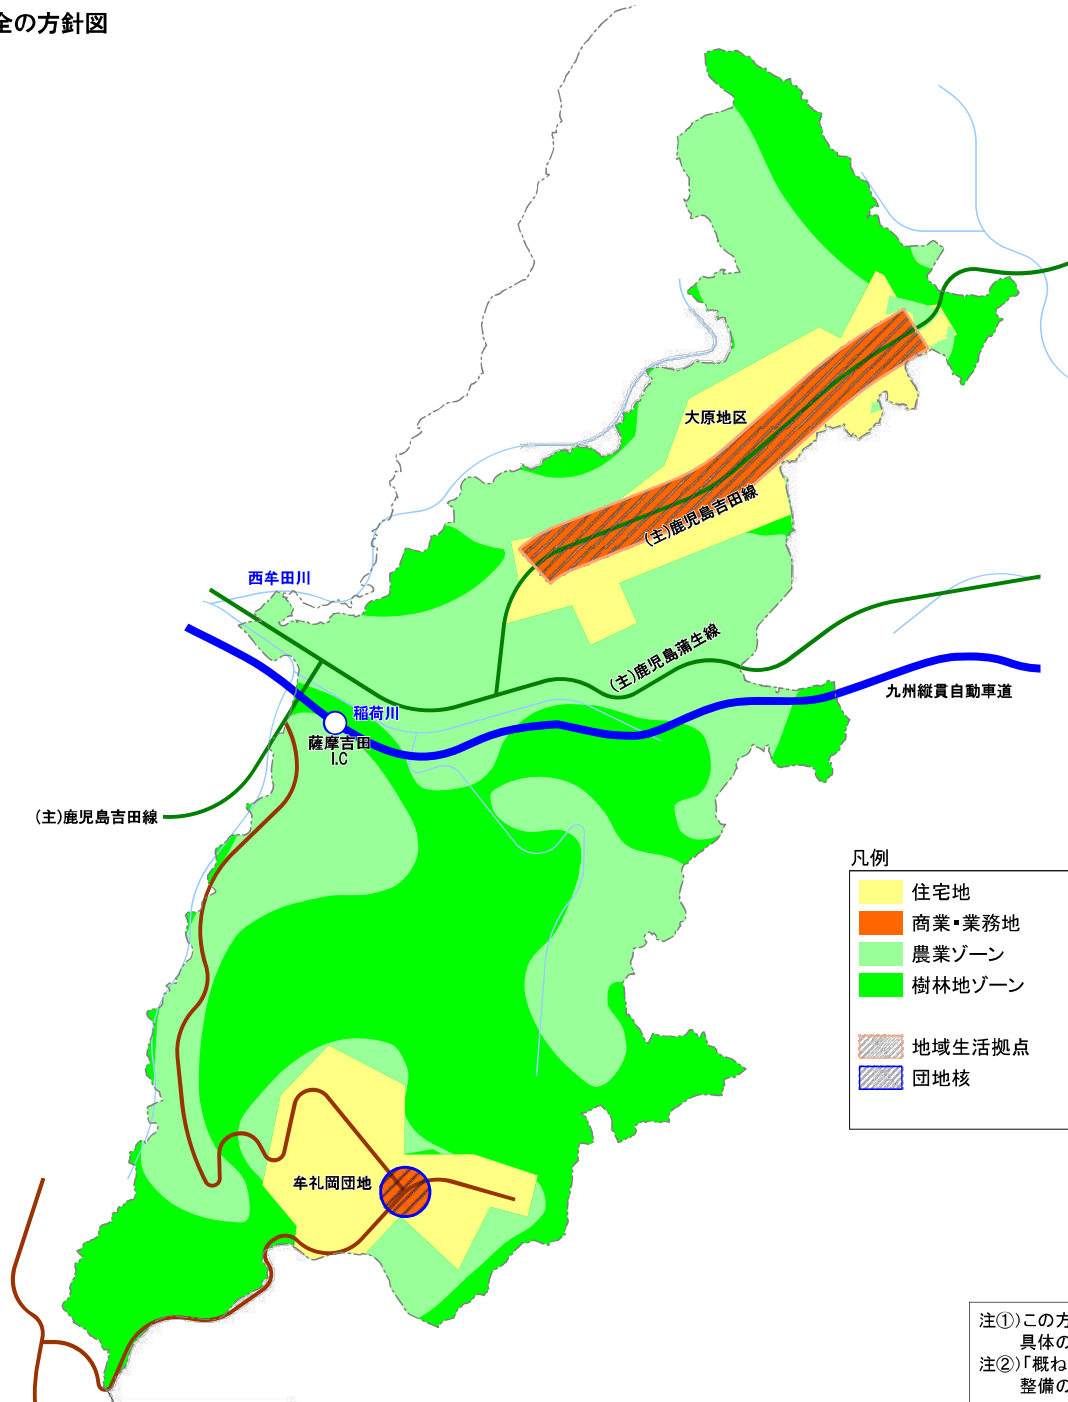 全の方針図
大原地区
(主)鹿児島吉田線
西牟田川
(主)鹿児島蒲生線
九州縦貫自動車道
稲荷川
薩摩吉田
I.C
(主)鹿児島吉田線
凡例
住宅地
商業・業務地
農業ゾーン
樹林地ゾーン
地域生活拠点
団地核
牟礼岡団地
注①)この方
具体の
注②)「概ね
整備の